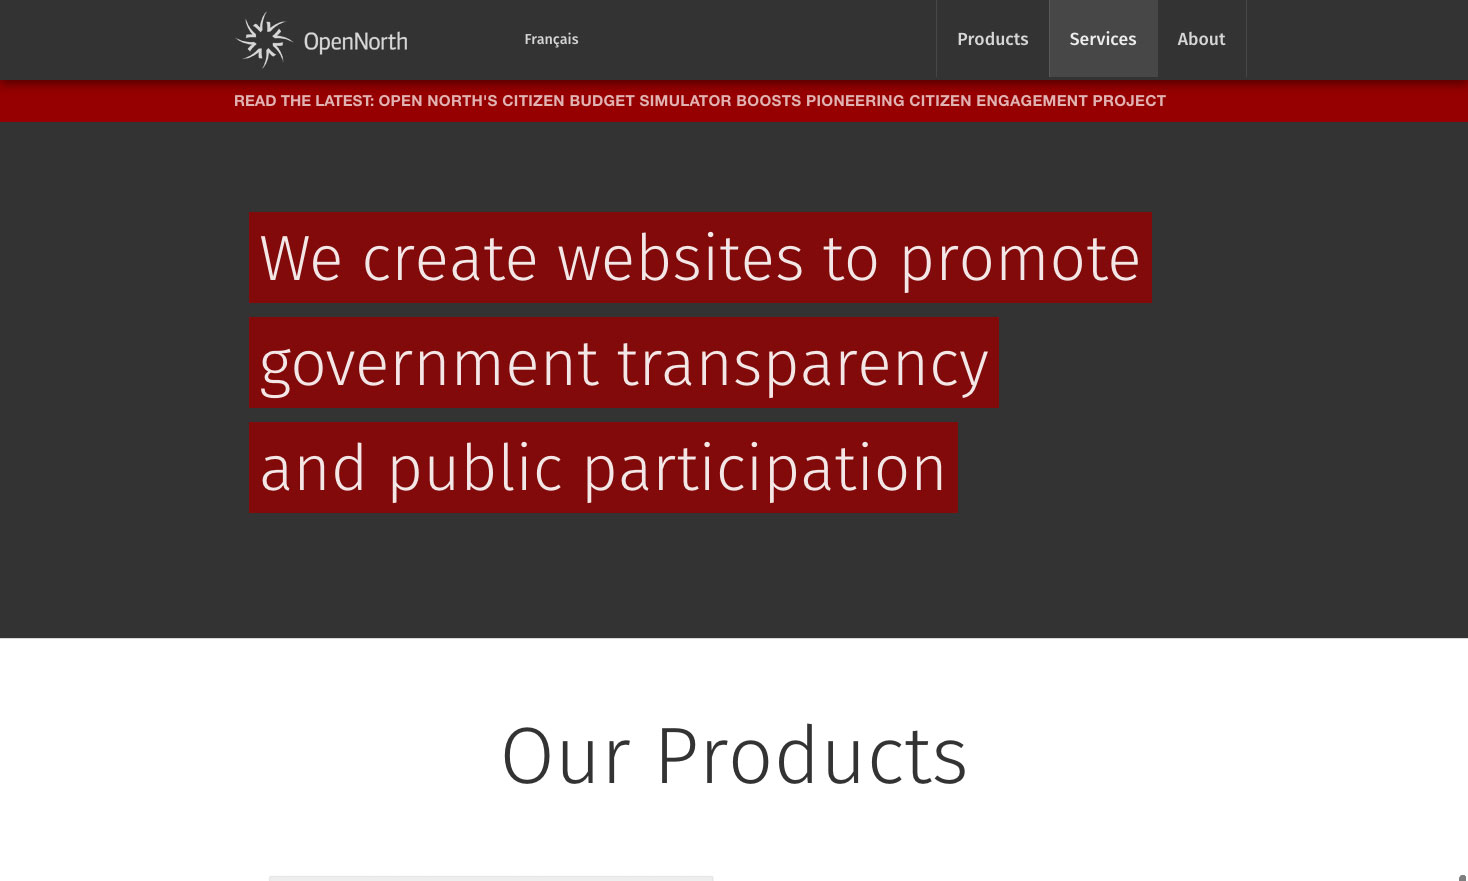 OpenNorth
Français
Products
Services
About
READ THE LATEST: OPEN NORTH'S CITIZEN BUDGET SIMULATOR BOOSTS PIONEERING CITIZEN ENGAGEMENT PROJECT
We create websites to promote
government transparency
and public participation
Our Products